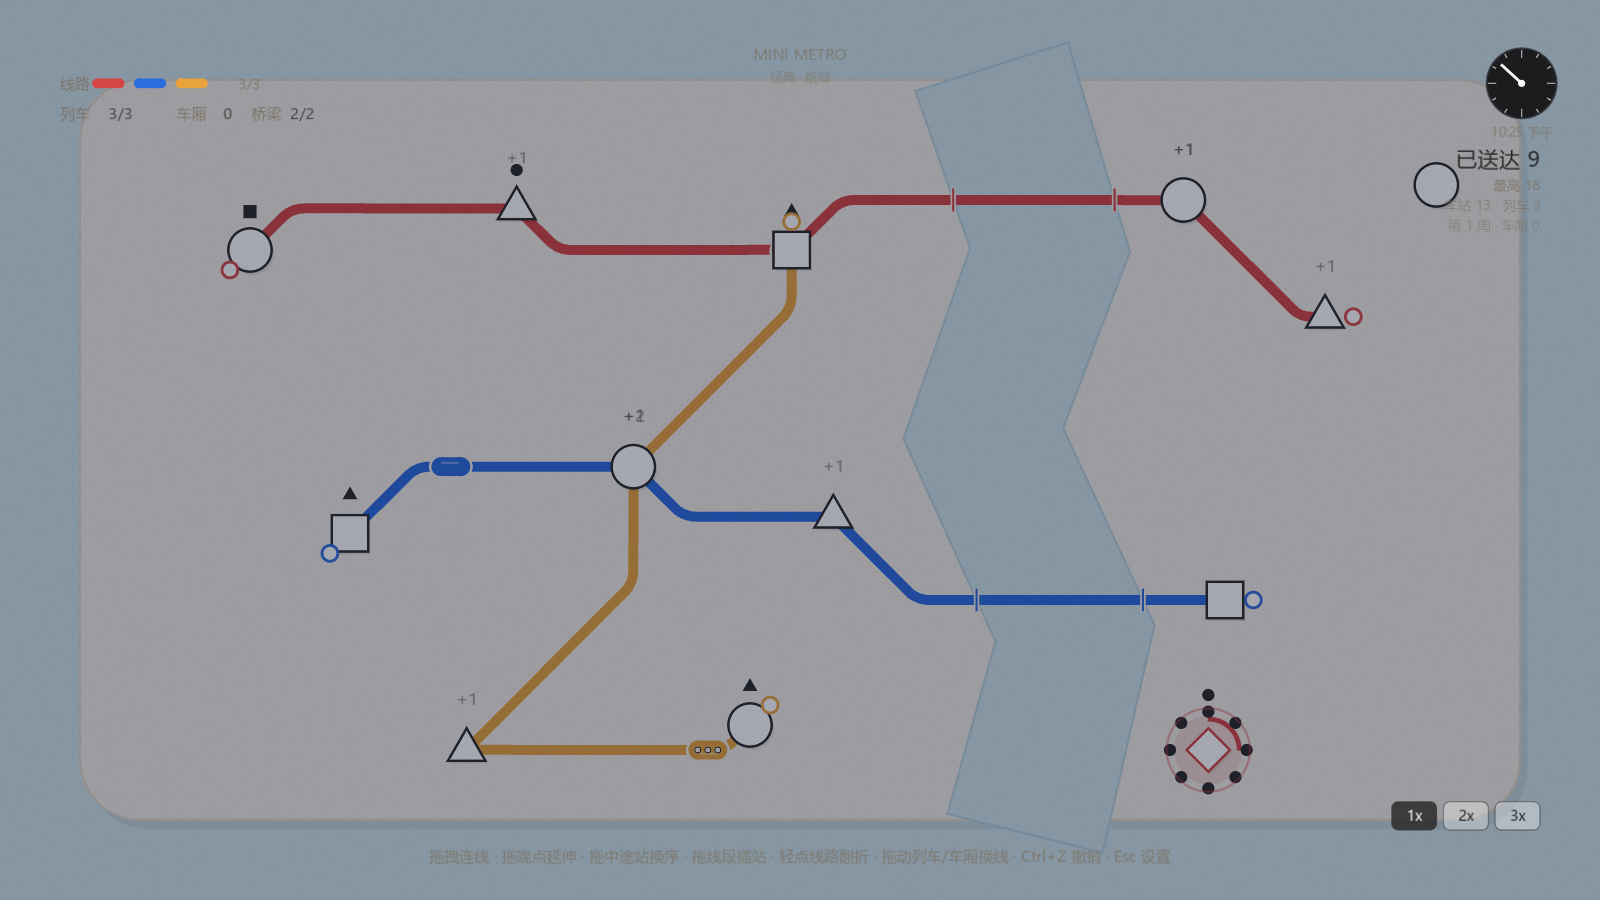 MINI METRO
经典 · 纸城
线路 3/3
列车 3/3 车厢 0 桥梁 2/2
10:25 下午
已送达 9
最高 18
车站 13 · 列车 3
第 1 周 · 车厢 0
+1
+1
+1
+1
+1
1x 2x 3x
拖拽连线 · 拖端点延伸 · 拖中途站换序 · 拖线段插站 · 轻点线路翻折 · 拖动列车/车厢换线 · Ctrl+Z 撤销 · Esc 设置